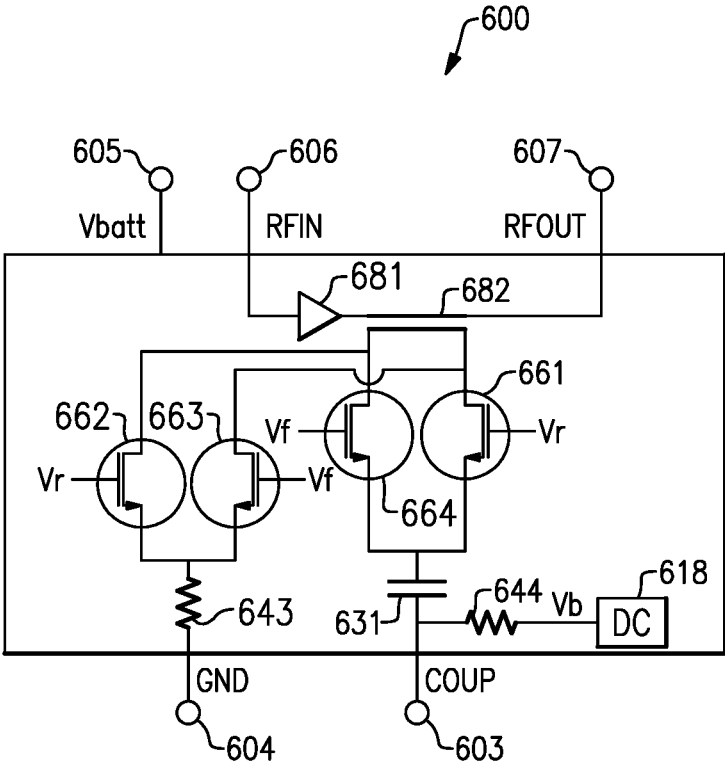 600
605
606
607
Vbatt
RFIN
RFOUT
681
682
662
663
661
Vf
Vr
Vr
Vf
664
618
644
Vb
DC
643
631
GND
COUP
604
603